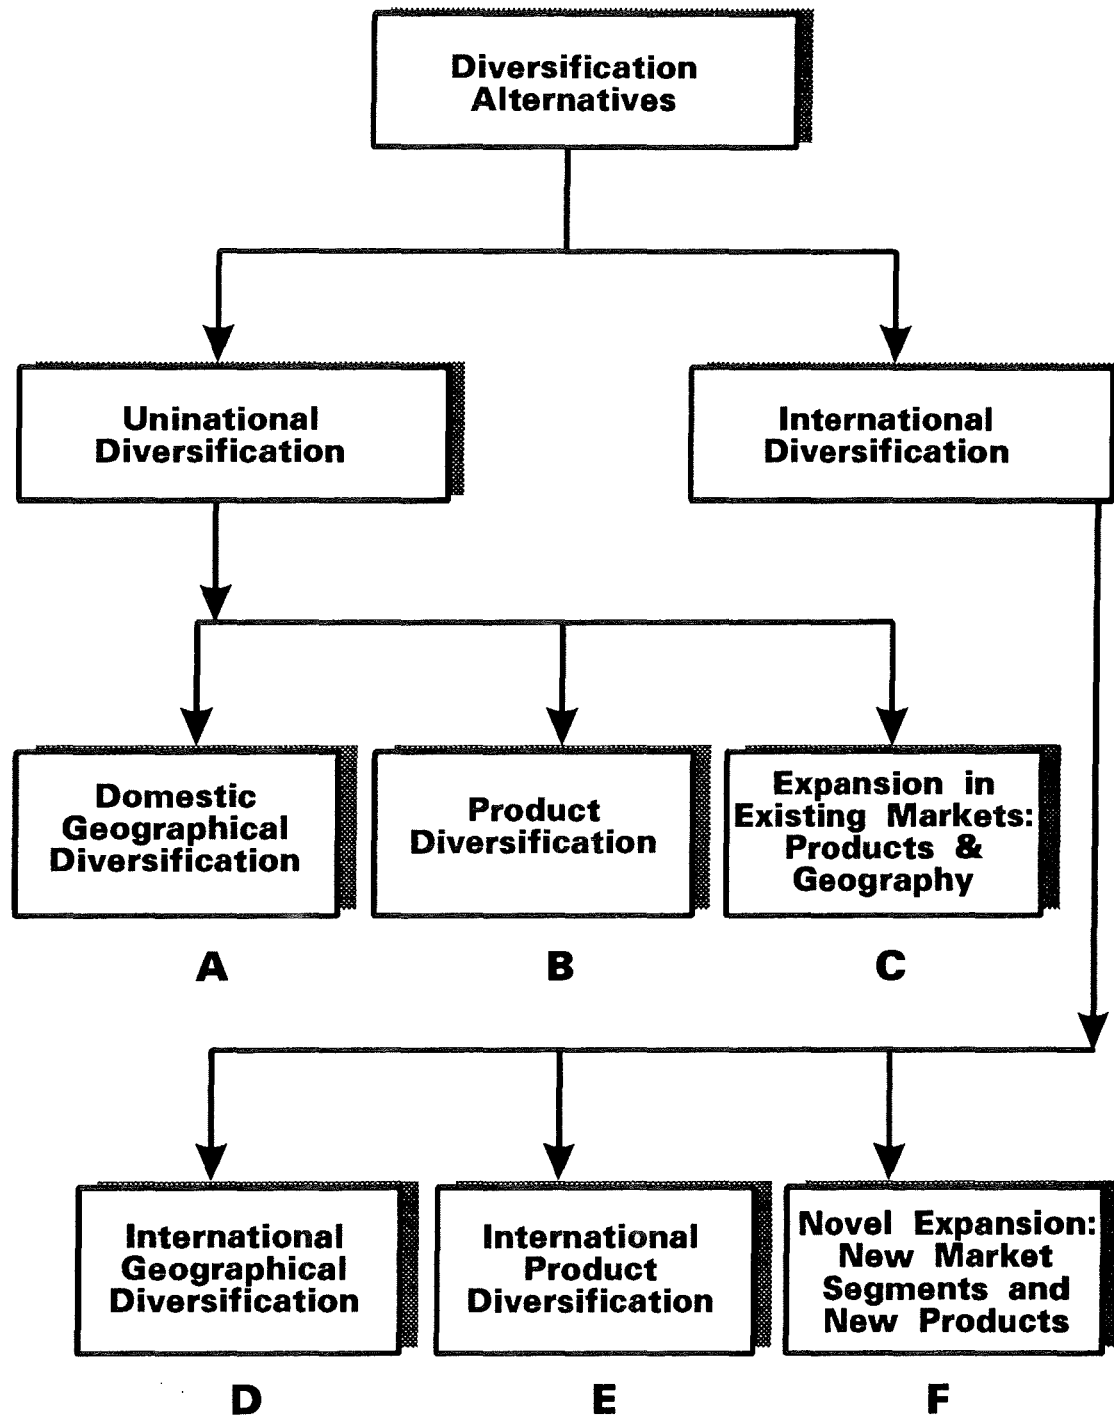 Diversification
Alternatives
Uninational
Diversification
International
Diversification
Domestic
Geographical
Diversification
Product
Diversification
Expansion in
Existing Markets:
Products &
Geography
A
B
C
International
Geographical
Diversification
International
Product
Diversification
Novel Expansion:
New Market
Segments and
New Products
D
E
F